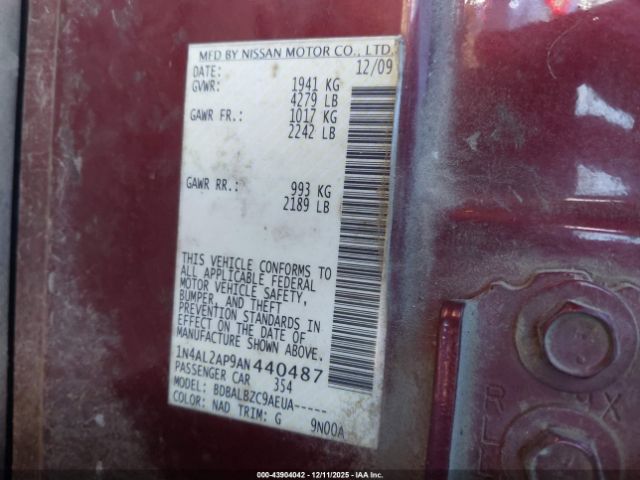 MFD BY NISSAN MOTOR CO., LTD.
DATE: 12/09
GVWR: 1941 KG
4279 LB
GAWR FR.: 1017 KG
2242 LB
GAWR RR.: 993 KG
2189 LB
THIS VEHICLE CONFORMS TO
ALL APPLICABLE FEDERAL
MOTOR VEHICLE SAFETY,
BUMPER, AND THEFT
PREVENTION STANDARDS IN
EFFECT ON THE DATE OF
MANUFACTURE SHOWN ABOVE.
1N4AL2AP9AN440487
PASSENGER CAR 354
MODEL: BDBALBZC9AEUA-----
COLOR: NAD TRIM: G 9N00A
R X
000-43904042 - 12/11/2025 - IAAI.COM